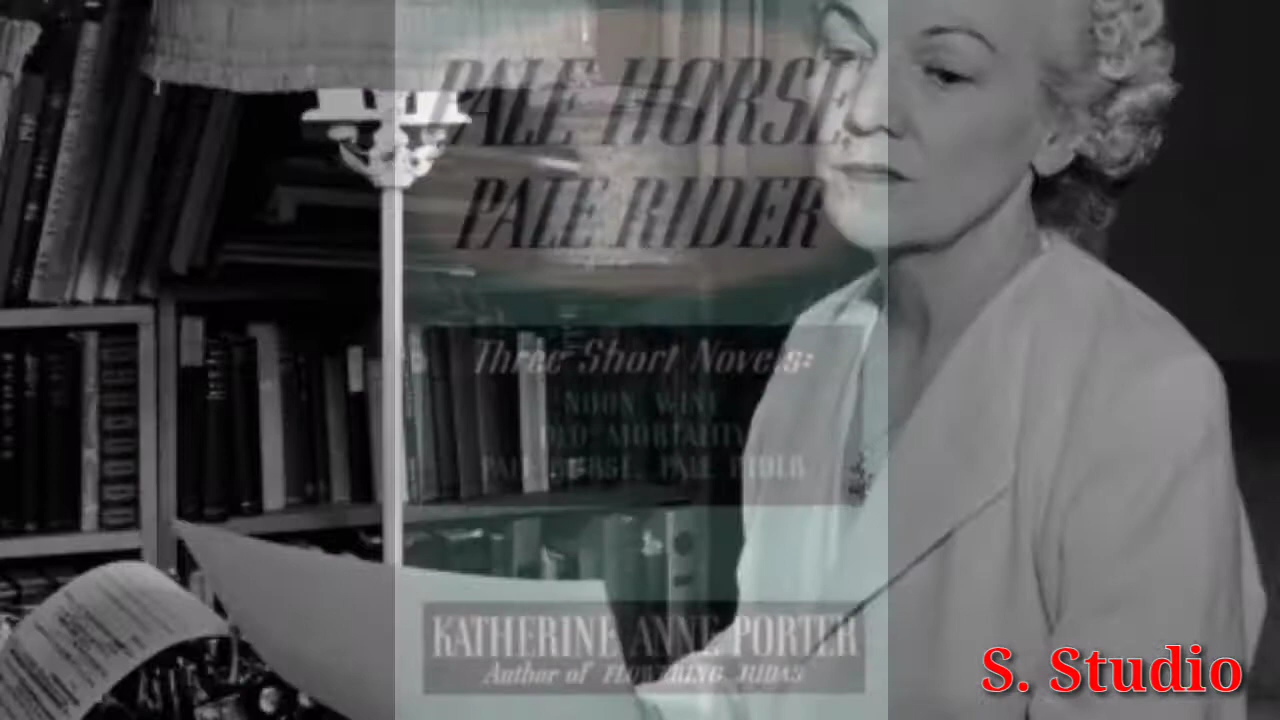 PALE HORSE
PALE RIDER
Three Short Novels:
NOON WINE
OLD MORTALITY
PALE HORSE, PALE RIDER
KATHERINE ANNE PORTER
Author of FLOWERING JUDAS
S. Studio